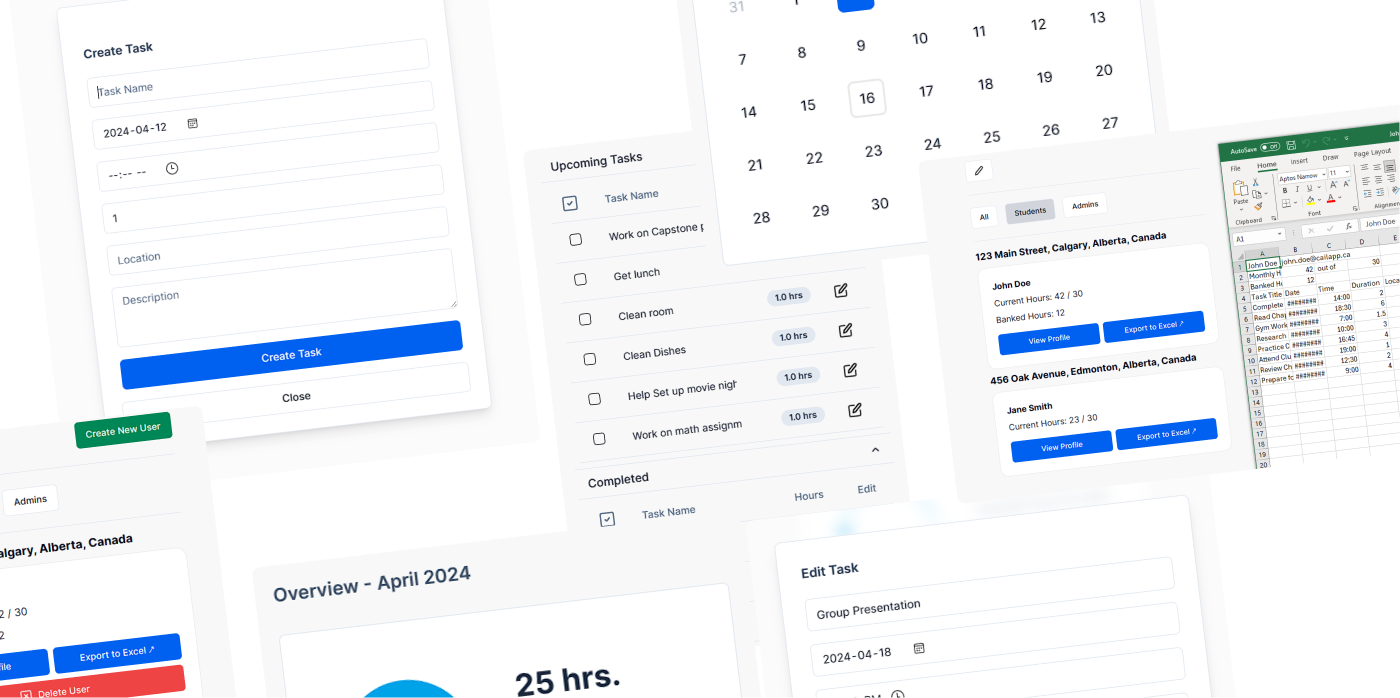 Create Task
Task Name
2024-04-12
--:-- --
1
Location
Description
Create Task
Close
Upcoming Tasks
Task Name
Work on Capstone
Get lunch
Clean room
1.0 hrs
Clean Dishes
1.0 hrs
Help Set up movie nigh
1.0 hrs
Work on math assignm
1.0 hrs
Completed
Task Name
Hours
Edit
31
7 8 9 10 11 12 13
14 15 16 17 18 19 20
21 22 23 24 25 26 27
28 29 30
All
Students
Admins
123 Main Street, Calgary, Alberta, Canada
John Doe
Current Hours: 42 / 30
Banked Hours: 12
View Profile
Export to Excel ↗
456 Oak Avenue, Edmonton, Alberta, Canada
Jane Smith
Current Hours: 23 / 30
View Profile
Export to Excel ↗
AutoSave Off
File Home Insert Draw Page Layout
Paste
Aptos Narrow 11
B I U
Clipboard
Font
Alignmen
A1
fx John Doe
A B C D E
1 John Doe john.doe@cailapp.ca
2 Monthly H 42 out of 30
3 Banked Ho 12
4 Task Title Date Time Duration Loca
5 Complete ######## 14:00 2
6 Read Chap ######## 18:30 6
7 Gym Work ######## 7:00 1.5
8 Research ######## 10:00 3
9 Practice C ######## 16:45 4
10 Attend Clu ######## 19:00 1
11 Review Ch ######## 12:30 2
12 Prepare fo ######## 9:00 4
13
14
15
16
17
18
19
20
Create New User
Admins
algary, Alberta, Canada
2 / 30
2
file
Export to Excel ↗
Delete User
Overview - April 2024
25 hrs.
Edit Task
Group Presentation
2024-04-18
PM